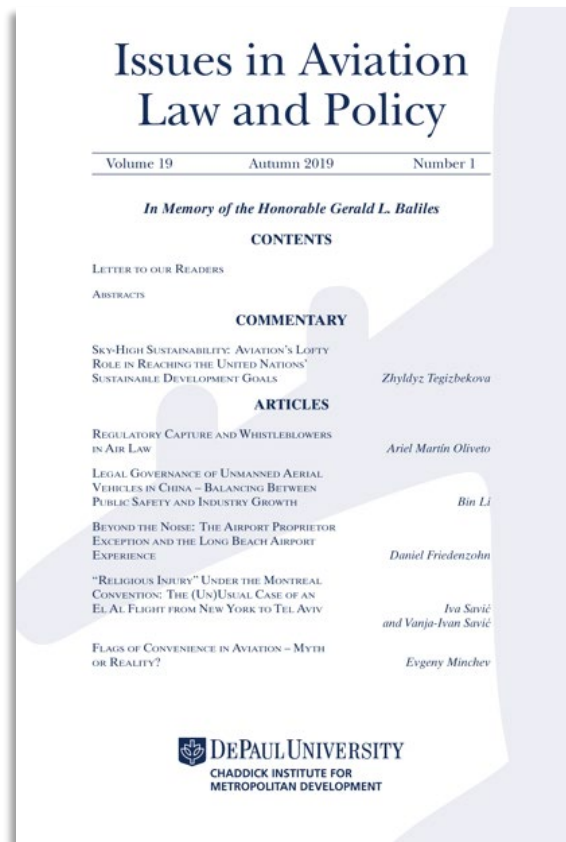 Issues in Aviation
Law and Policy
Volume 19 Autumn 2019 Number 1
In Memory of the Honorable Gerald L. Baliles
CONTENTS
LETTER TO OUR READERS
ABSTRACTS
COMMENTARY
SKY-HIGH SUSTAINABILITY: AVIATION'S LOFTY
ROLE IN REACHING THE UNITED NATIONS'
SUSTAINABLE DEVELOPMENT GOALS Zhyldyz Tegizbekova
ARTICLES
REGULATORY CAPTURE AND WHISTLEBLOWERS
IN AIR LAW Ariel Martín Oliveto
LEGAL GOVERNANCE OF UNMANNED AERIAL
VEHICLES IN CHINA – BALANCING BETWEEN
PUBLIC SAFETY AND INDUSTRY GROWTH Bin Li
BEYOND THE NOISE: THE AIRPORT PROPRIETOR
EXCEPTION AND THE LONG BEACH AIRPORT
EXPERIENCE Daniel Friedenzohn
"RELIGIOUS INJURY" UNDER THE MONTREAL
CONVENTION: THE (UN)USUAL CASE OF AN
EL AL FLIGHT FROM NEW YORK TO TEL AVIV Iva Savić
and Vanja-Ivan Savić
FLAGS OF CONVENIENCE IN AVIATION – MYTH
OR REALITY? Evgeny Minchev
DEPAUL UNIVERSITY
CHADDICK INSTITUTE FOR
METROPOLITAN DEVELOPMENT